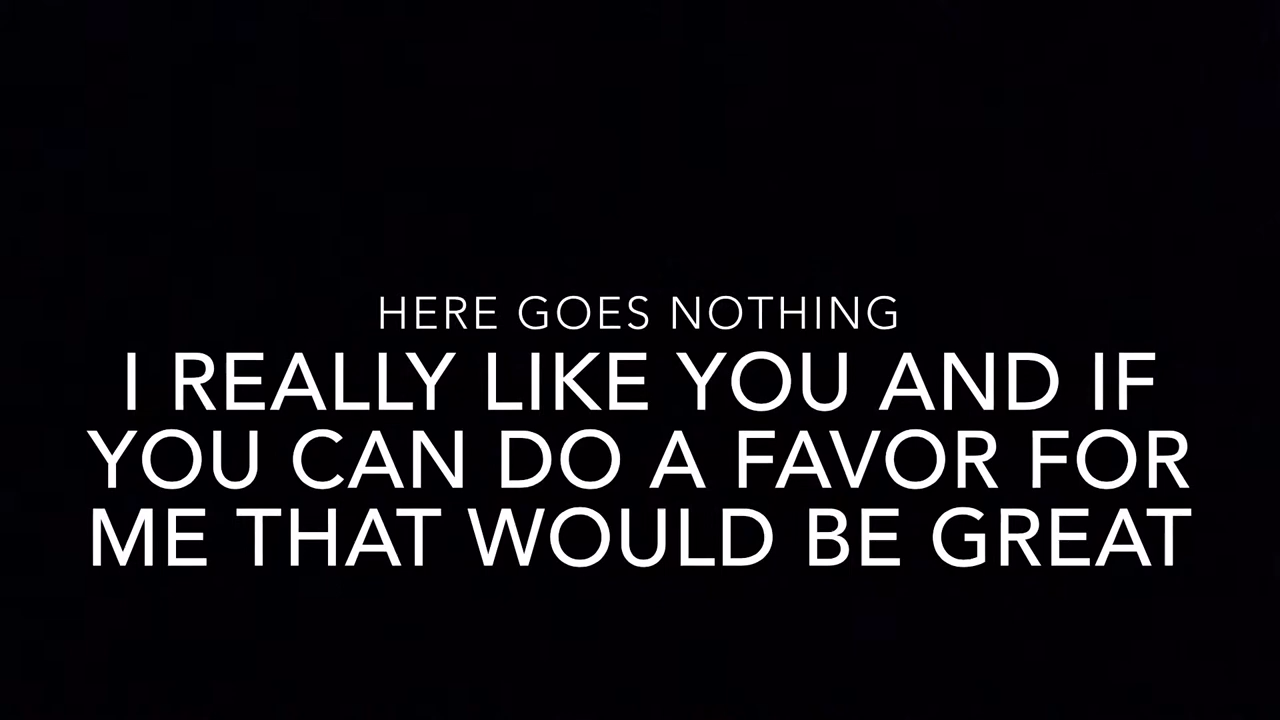 HERE GOES NOTHING
I REALLY LIKE YOU AND IF
YOU CAN DO A FAVOR FOR
ME THAT WOULD BE GREAT